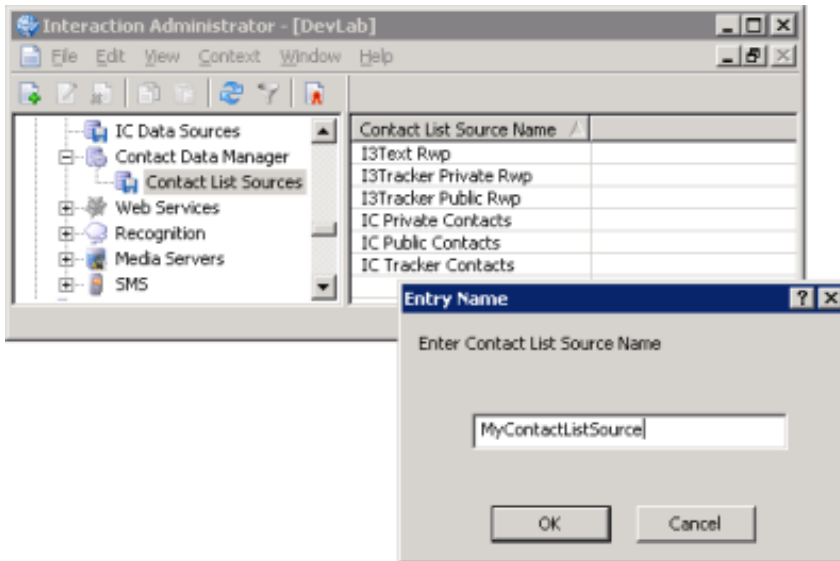 Interaction Administrator - [DevLab]
File Edit View Context Window Help
IC Data Sources
Contact Data Manager
Contact List Sources
Web Services
Recognition
Media Servers
SMS
Contact List Source Name
I3Text Rwp
I3Tracker Private Rwp
I3Tracker Public Rwp
IC Private Contacts
IC Public Contacts
IC Tracker Contacts
Entry Name
Enter Contact List Source Name
MyContactListSource
OK Cancel